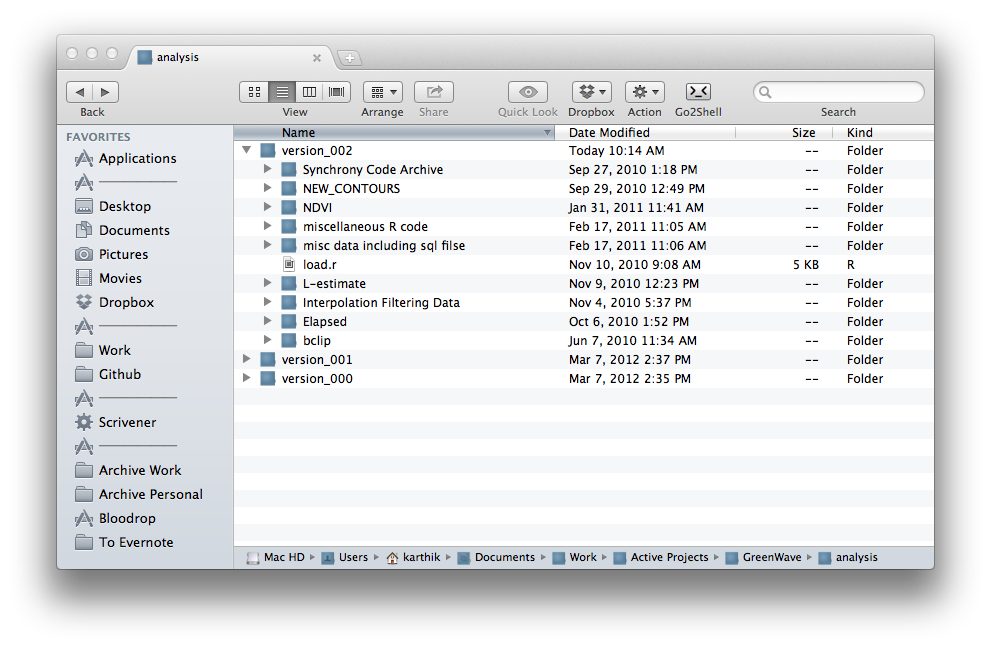 analysis
Back View Arrange Share Quick Look Dropbox Action Go2Shell Search
FAVORITES
Applications
Desktop
Documents
Pictures
Movies
Dropbox
Work
Github
Scrivener
Archive Work
Archive Personal
Bloodrop
To Evernote
Name Date Modified Size Kind
version_002 Today 10:14 AM -- Folder
Synchrony Code Archive Sep 27, 2010 1:18 PM -- Folder
NEW_CONTOURS Sep 29, 2010 12:49 PM -- Folder
NDVI Jan 31, 2011 11:41 AM -- Folder
miscellaneous R code Feb 17, 2011 11:05 AM -- Folder
misc data including sql filse Feb 17, 2011 11:06 AM -- Folder
load.r Nov 10, 2010 9:08 AM 5 KB R
L-estimate Nov 9, 2010 12:23 PM -- Folder
Interpolation Filtering Data Nov 4, 2010 5:37 PM -- Folder
Elapsed Oct 6, 2010 1:52 PM -- Folder
bclip Jun 7, 2010 11:34 AM -- Folder
version_001 Mar 7, 2012 2:37 PM -- Folder
version_000 Mar 7, 2012 2:35 PM -- Folder
Mac HD Users karthik Documents Work Active Projects GreenWave analysis